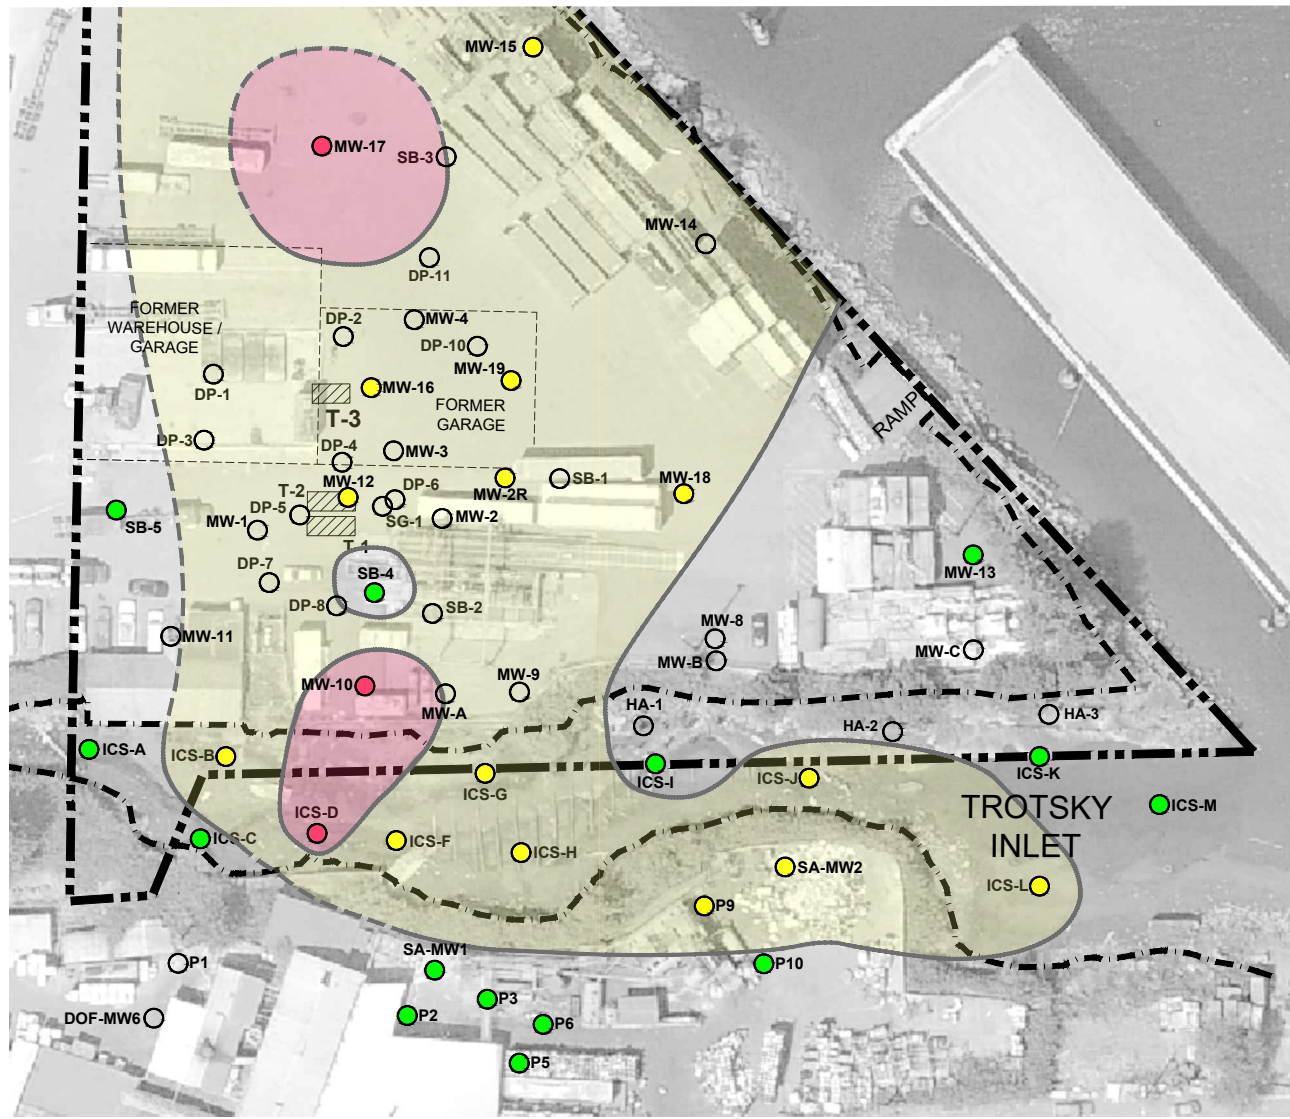 MW-15
MW-17
SB-3
MW-14
DP-11
FORMER
WAREHOUSE /
GARAGE
DP-2
MW-4
DP-10
MW-19
DP-1
MW-16
T-3
FORMER
GARAGE
RAMP
DP-3
DP-4
MW-3
MW-12
MW-2R
SB-1
MW-18
T-2
DP-6
DP-5
SG-1
MW-2
SB-5
MW-1
T-1
MW-13
DP-7
SB-4
DP-8
SB-2
MW-11
MW-8
MW-B
MW-C
MW-10
MW-9
MW-A
HA-1
HA-2
HA-3
ICS-A
ICS-B
ICS-G
ICS-I
ICS-J
ICS-K
TROTSKY
INLET
ICS-M
ICS-D
ICS-C
ICS-F
ICS-H
SA-MW2
ICS-L
P9
SA-MW1
P1
P10
P3
DOF-MW6
P2
P6
P5